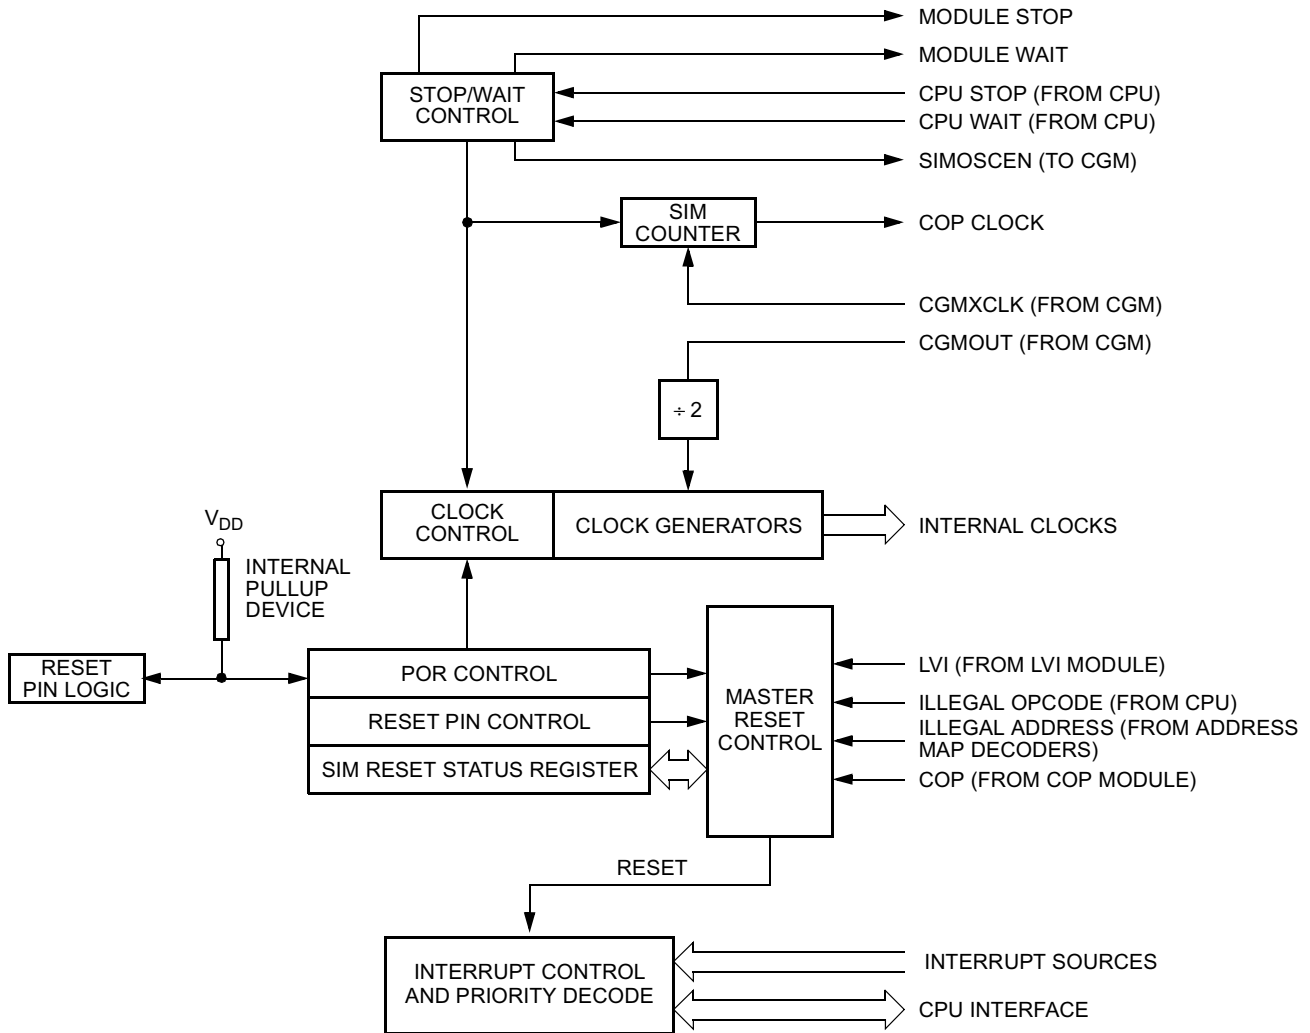 MODULE STOP
MODULE WAIT
STOP/WAIT
CONTROL
CPU STOP (FROM CPU)
CPU WAIT (FROM CPU)
SIMOSCEN (TO CGM)
SIM
COUNTER
COP CLOCK
CGMXCLK (FROM CGM)
CGMOUT (FROM CGM)
÷ 2
CLOCK
CONTROL
CLOCK GENERATORS
INTERNAL CLOCKS
VDD
INTERNAL
PULLUP
DEVICE
RESET
PIN LOGIC
POR CONTROL
RESET PIN CONTROL
SIM RESET STATUS REGISTER
MASTER
RESET
CONTROL
LVI (FROM LVI MODULE)
ILLEGAL OPCODE (FROM CPU)
ILLEGAL ADDRESS (FROM ADDRESS
MAP DECODERS)
COP (FROM COP MODULE)
RESET
INTERRUPT CONTROL
AND PRIORITY DECODE
INTERRUPT SOURCES
CPU INTERFACE